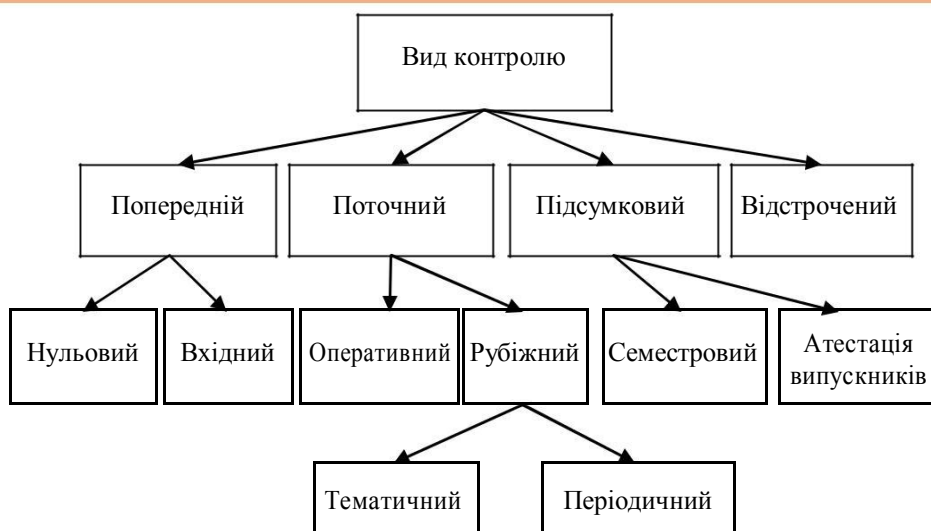 Вид контролю
Попередній
Поточний
Підсумковий
Відстрочений
Нульовий
Вхідний
Оперативний
Рубіжний
Семестровий
Атестація
випускників
Тематичний
Періодичний